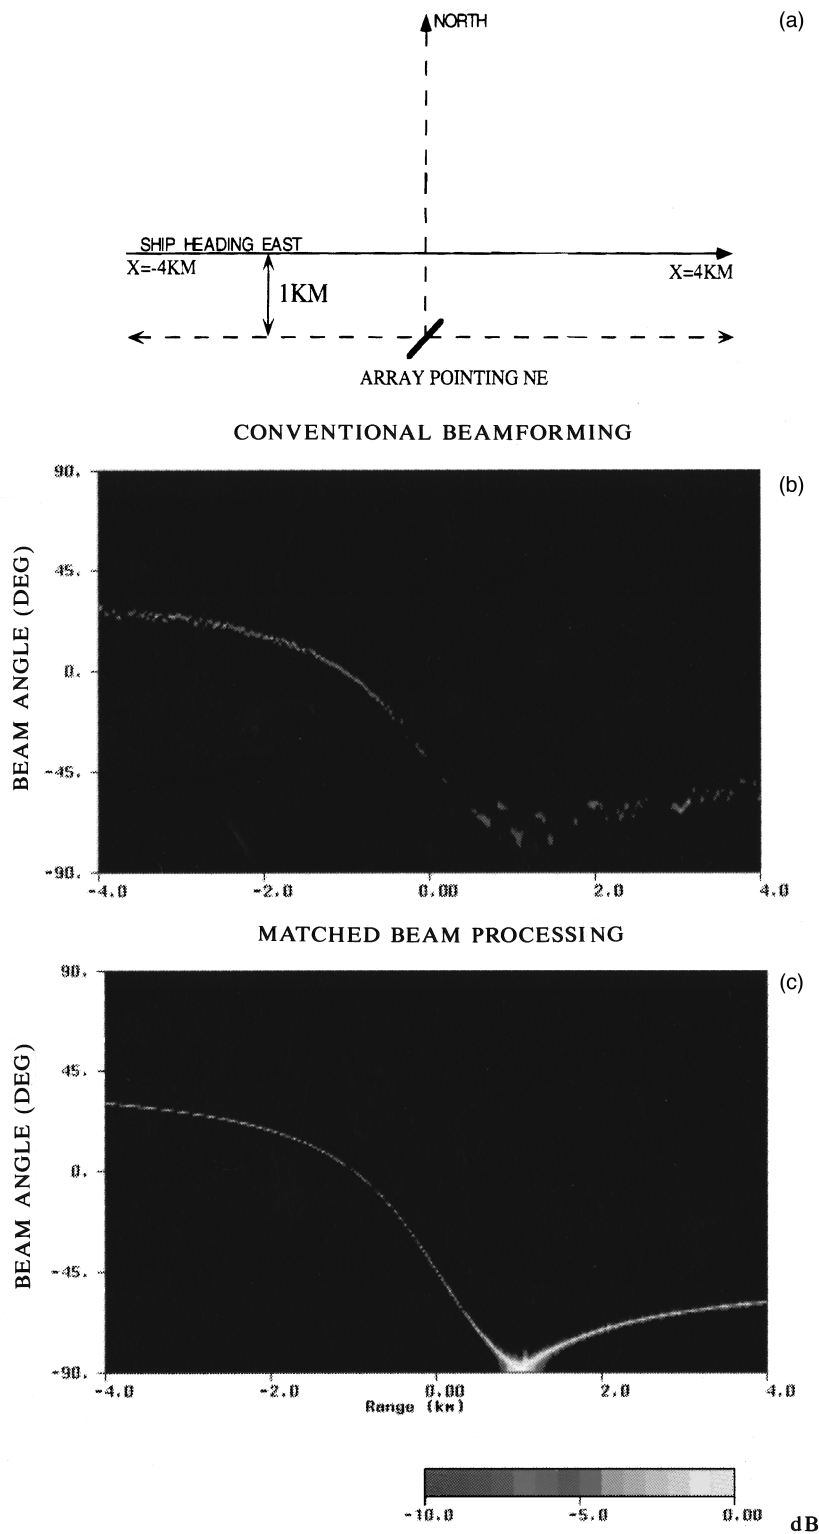 NORTH
(a)
SHIP HEADING EAST
X=-4KM
X=4KM
1KM
ARRAY POINTING NE
CONVENTIONAL BEAMFORMING
(b)
90.
45.
0.
-45.
-90.
BEAM ANGLE (DEG)
-4.0
-2.0
0.00
2.0
4.0
MATCHED BEAM PROCESSING
(c)
90.
45.
0.
-45.
-90.
BEAM ANGLE (DEG)
-4.0
-2.0
0.00
2.0
4.0
Range (km)
-10.0
-5.0
0.00
dB